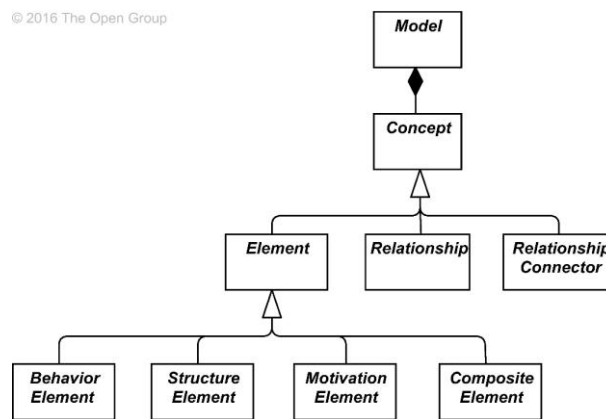 © 2016 The Open Group
Model
Concept
Element
Relationship
Relationship
Connector
Behavior
Element
Structure
Element
Motivation
Element
Composite
Element